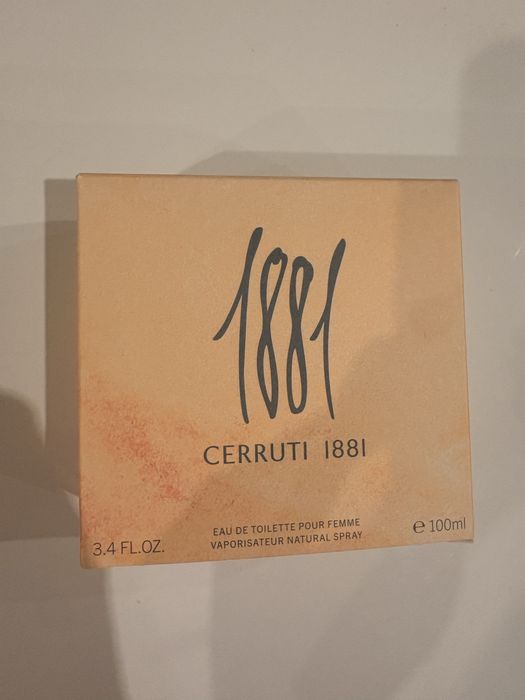 1881
CERRUTI 1881
EAU DE TOILETTE POUR FEMME
VAPORISATEUR NATURAL SPRAY
3.4 FL.OZ.
℮ 100ml